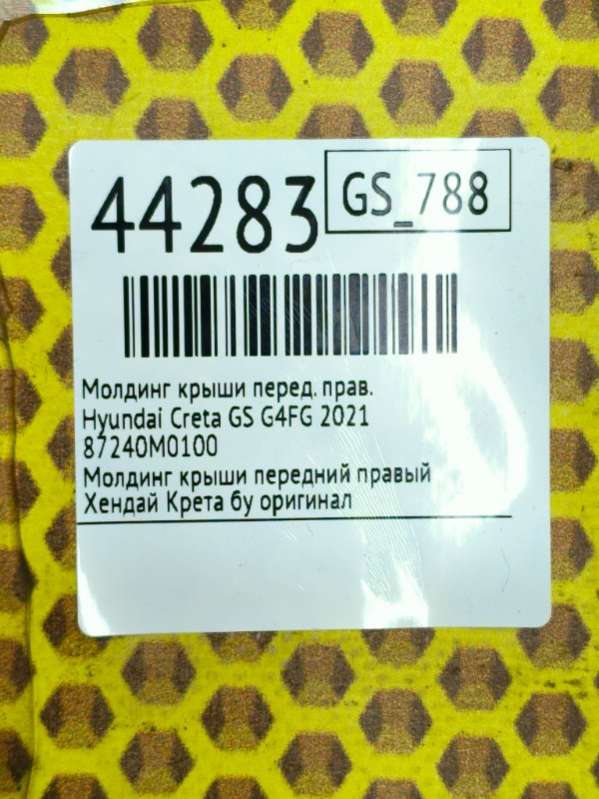 44283
GS_788
Молдинг крыши перед. прав.
Hyundai Creta GS G4FG 2021
87240M0100
Молдинг крыши передний правый
Хендай Крета бу оригинал